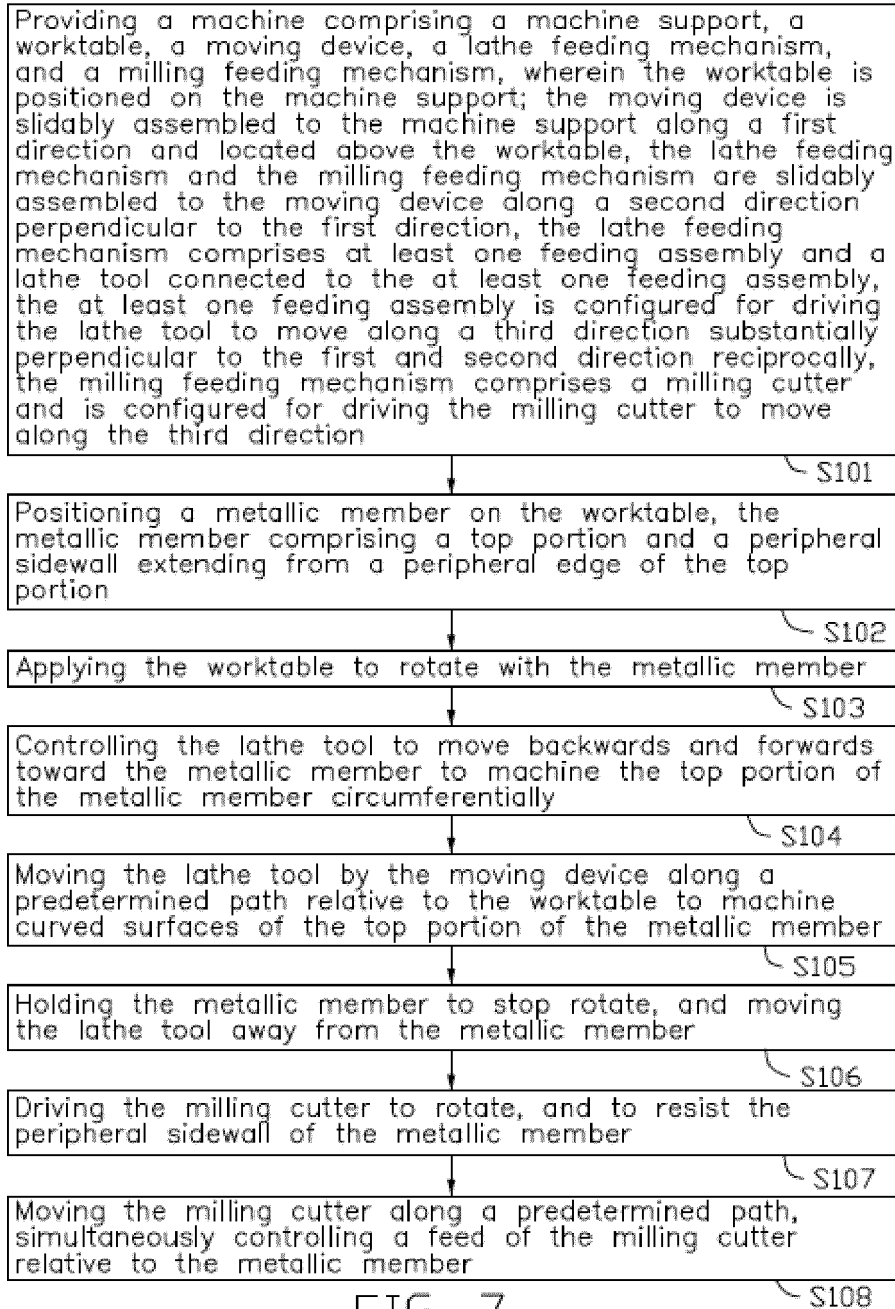 Providing a machine comprising a machine support, a
worktable, a moving device, a lathe feeding mechanism,
and a milling feeding mechanism, wherein the worktable is
positioned on the machine support; the moving device is
slidably assembled to the machine support along a first
direction and located above the worktable, the lathe feeding
mechanism and the milling feeding mechanism are slidably
assembled to the moving device along a second direction
perpendicular to the first direction, the lathe feeding
mechanism comprises at least one feeding assembly and a
lathe tool connected to the at least one feeding assembly,
the at least one feeding assembly is configured for driving
the lathe tool to move along a third direction substantially
perpendicular to the first and second direction reciprocally,
the milling feeding mechanism comprises a milling cutter
and is configured for driving the milling cutter to move
along the third direction
S101
Positioning a metallic member on the worktable, the
metallic member comprising a top portion and a peripheral
sidewall extending from a peripheral edge of the top
portion
S102
Applying the worktable to rotate with the metallic member
S103
Controlling the lathe tool to move backwards and forwards
toward the metallic member to machine the top portion of
the metallic member circumferentially
S104
Moving the lathe tool by the moving device along a
predetermined path relative to the worktable to machine
curved surfaces of the top portion of the metallic member
S105
Holding the metallic member to stop rotate, and moving
the lathe tool away from the metallic member
S106
Driving the milling cutter to rotate, and to resist the
peripheral sidewall of the metallic member
S107
Moving the milling cutter along a predetermined path,
simultaneously controlling a feed of the milling cutter
relative to the metallic member
S108
FIG. 7